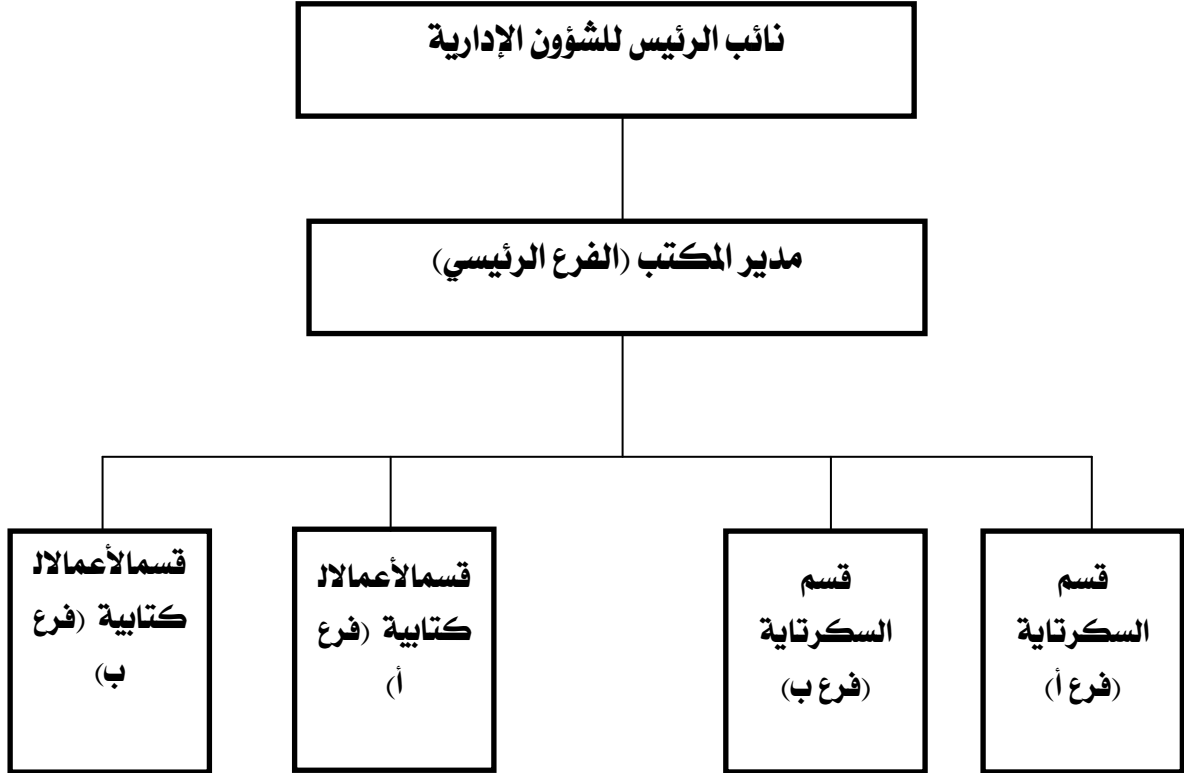 نائب الرئيس للشؤون الإدارية
مدير المكتب (الفرع الرئيسي)
قسم
السكرتاية
(فرع أ)
قسم
السكرتاية
(فرع ب)
قسمالأعمالال
كتابية (فرع
أ)
قسمالأعمالال
كتابية (فرع
ب)